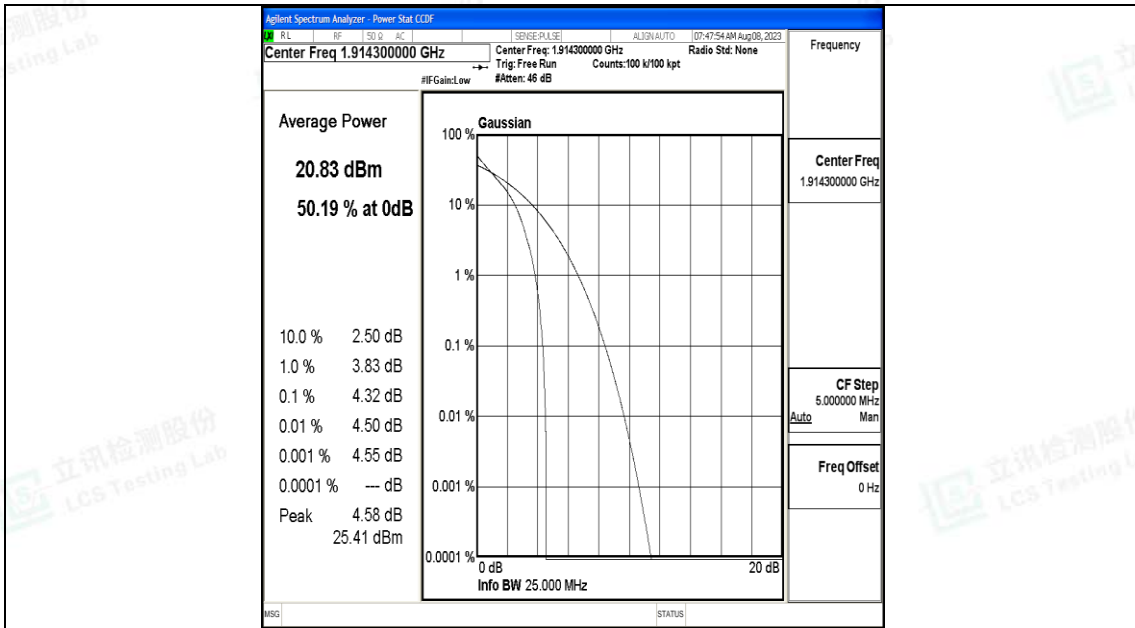 Agilent Spectrum Analyzer - Power Stat CCDF
RL RF 50 Ω AC SENSE:PULSE ALIGN AUTO 07:47:54 AM Aug 08, 2023
Center Freq 1.914300000 GHz
Center Freq: 1.914300000 GHz Radio Std: None
Trig: Free Run Counts:100 k/100 kpt
#IFGain:Low #Atten: 46 dB
Frequency
Average Power
20.83 dBm
50.19 % at 0dB
10.0 % 2.50 dB
1.0 % 3.83 dB
0.1 % 4.32 dB
0.01 % 4.50 dB
0.001 % 4.55 dB
0.0001 % --- dB
Peak 4.58 dB
25.41 dBm
Gaussian
100 %
10 %
1 %
0.1 %
0.01 %
0.001 %
0.0001 %
0 dB 20 dB
Info BW 25.000 MHz
Center Freq
1.914300000 GHz
CF Step
5.000000 MHz
Auto Man
Freq Offset
0 Hz
MSG STATUS
立讯检测股份
LCS Testing Lab